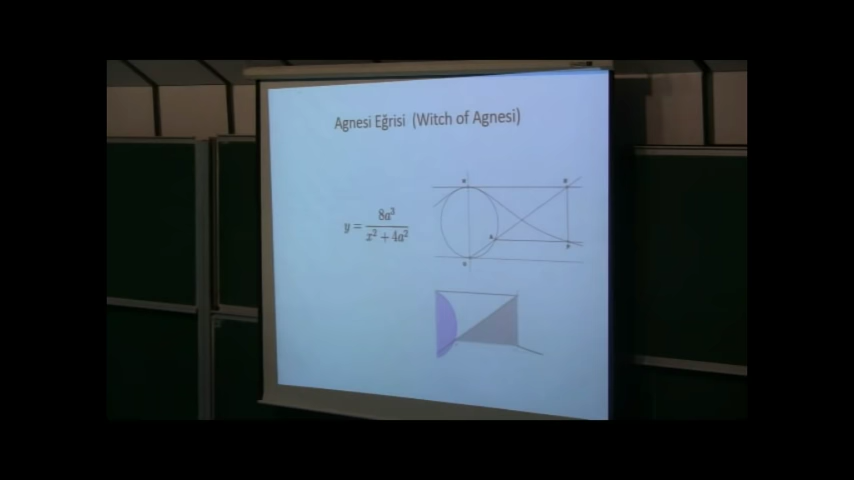 Agnesi Eğrisi (Witch of Agnesi)
y = 8a³ / x² + 4a²